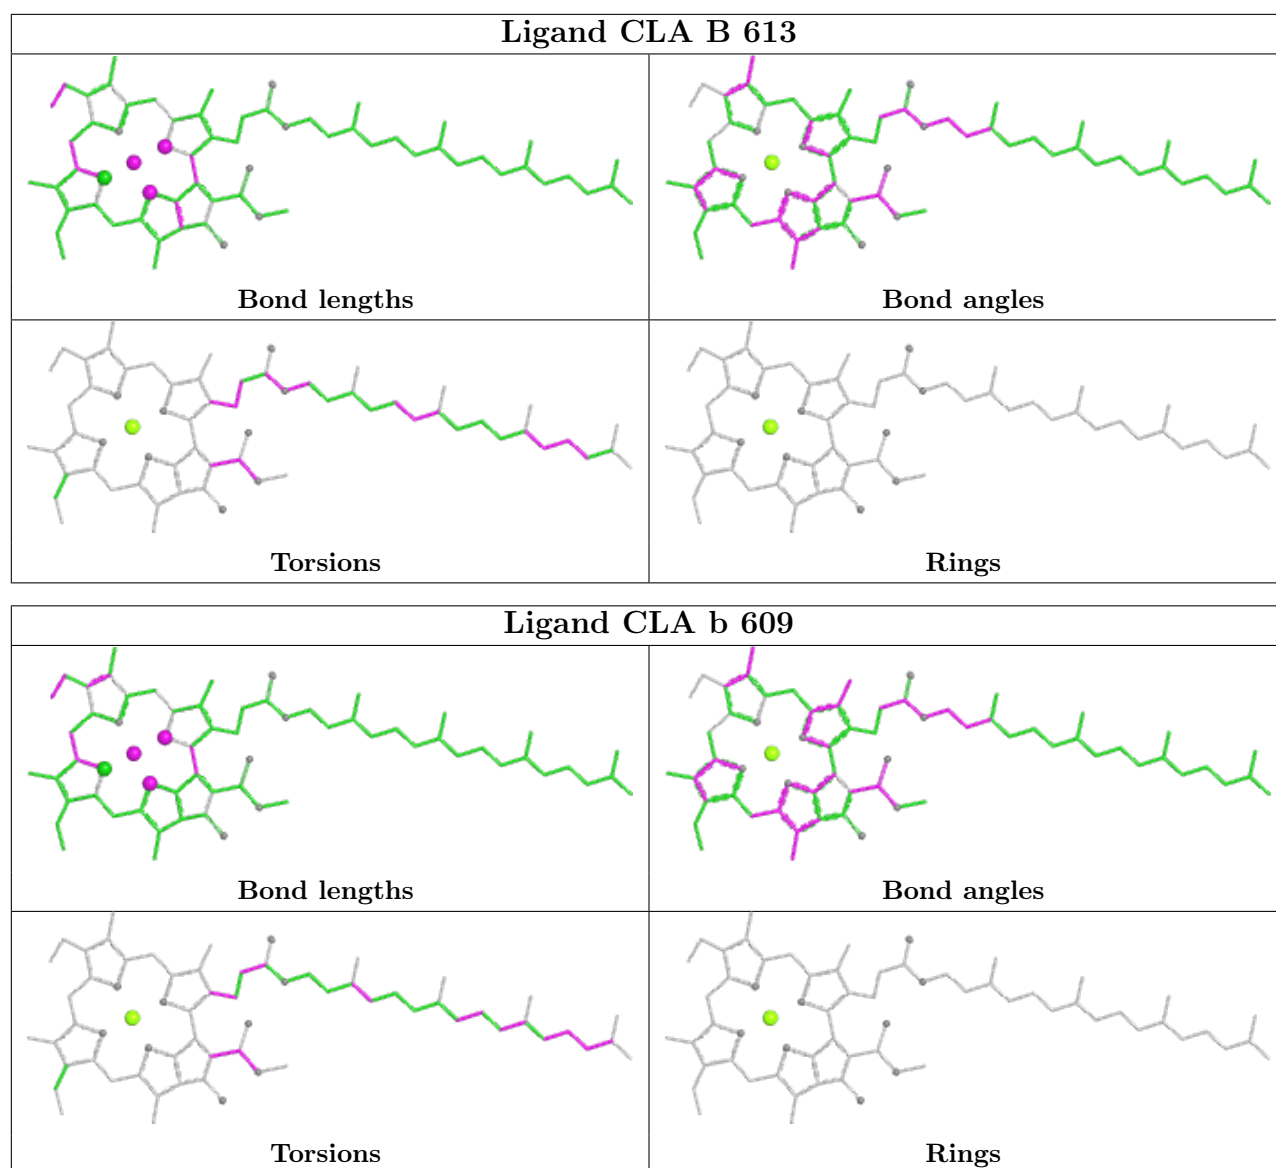 Ligand CLA B 613
Bond lengths
Bond angles
Torsions
Rings
Ligand CLA b 609
Bond lengths
Bond angles
Torsions
Rings